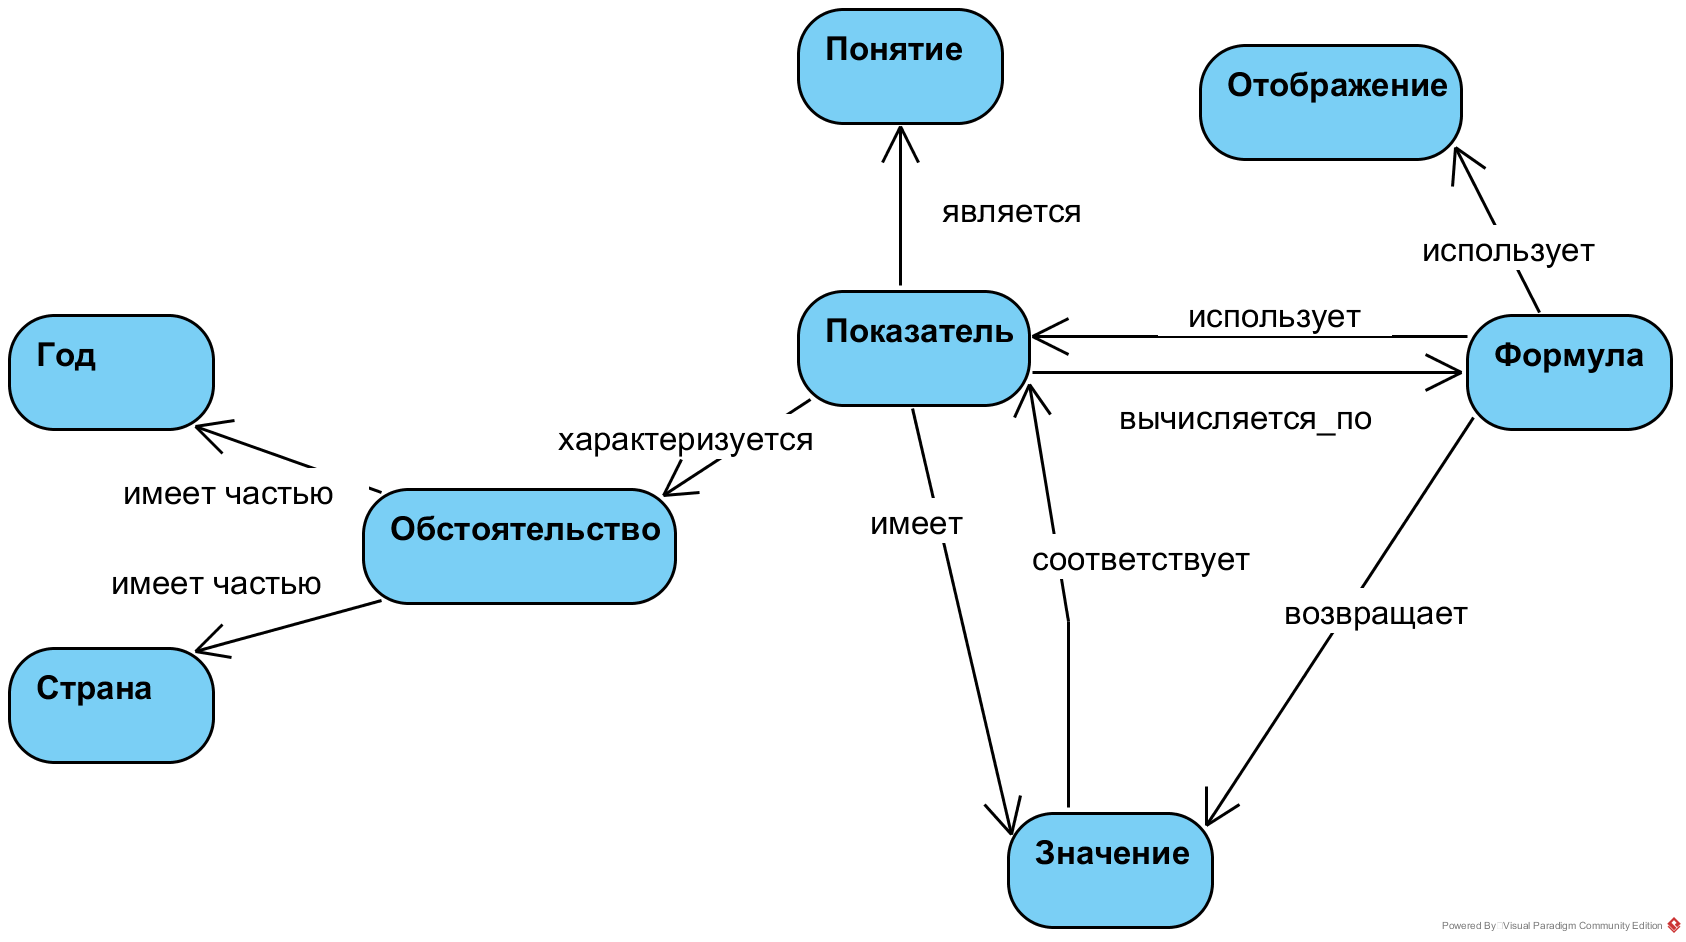 Понятие
Отображение
является
использует
Показатель
использует
Формула
Год
вычисляется_по
характеризуется
имеет частью
Обстоятельство
имеет
соответствует
имеет частью
возвращает
Страна
Значение
Powered By Visual Paradigm Community Edition